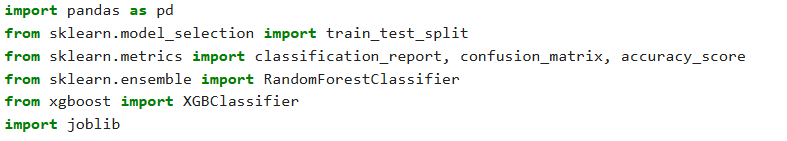 import pandas as pd
from sklearn.model_selection import train_test_split
from sklearn.metrics import classification_report, confusion_matrix, accuracy_score
from sklearn.ensemble import RandomForestClassifier
from xgboost import XGBClassifier
import joblib